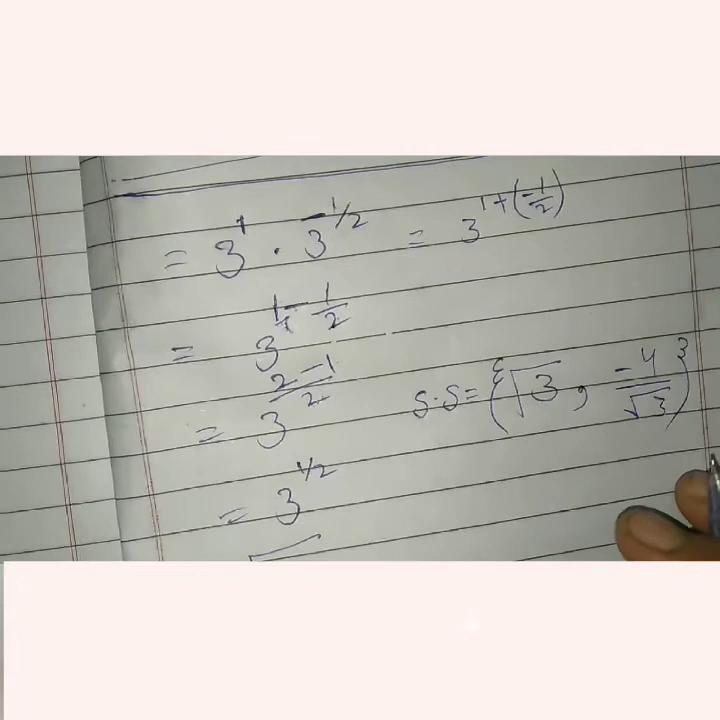 = 3^1 · 3^{-1/2} = 3^{1+(-1/2)}
= 3^{1/1 - 1/2}
= 3^{(2-1)/2}
S.S = {√3, -4/√3}
= 3^{1/2}